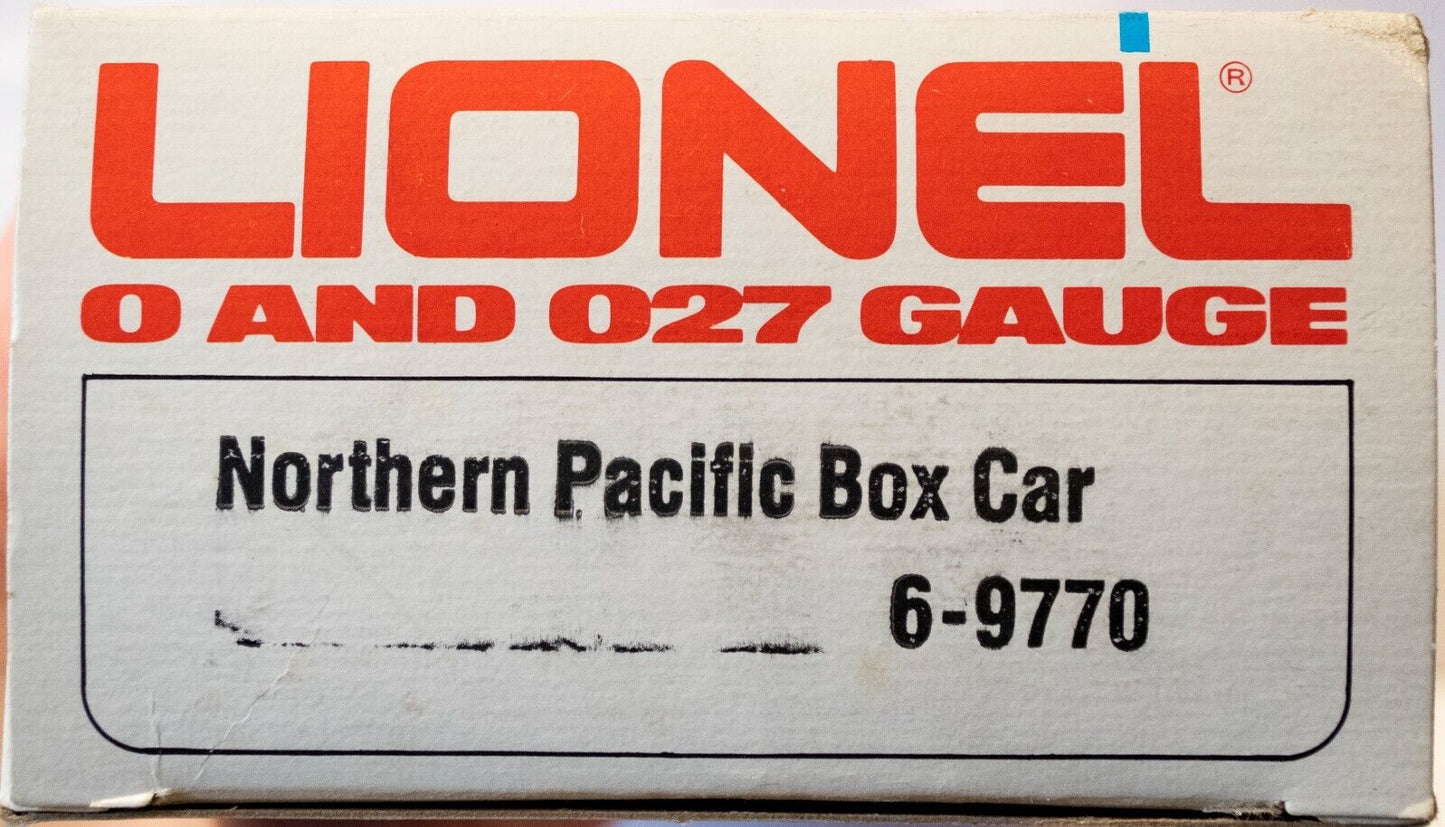 LIONEL®
O AND O27 GAUGE
Northern Pacific Box Car
6-9770